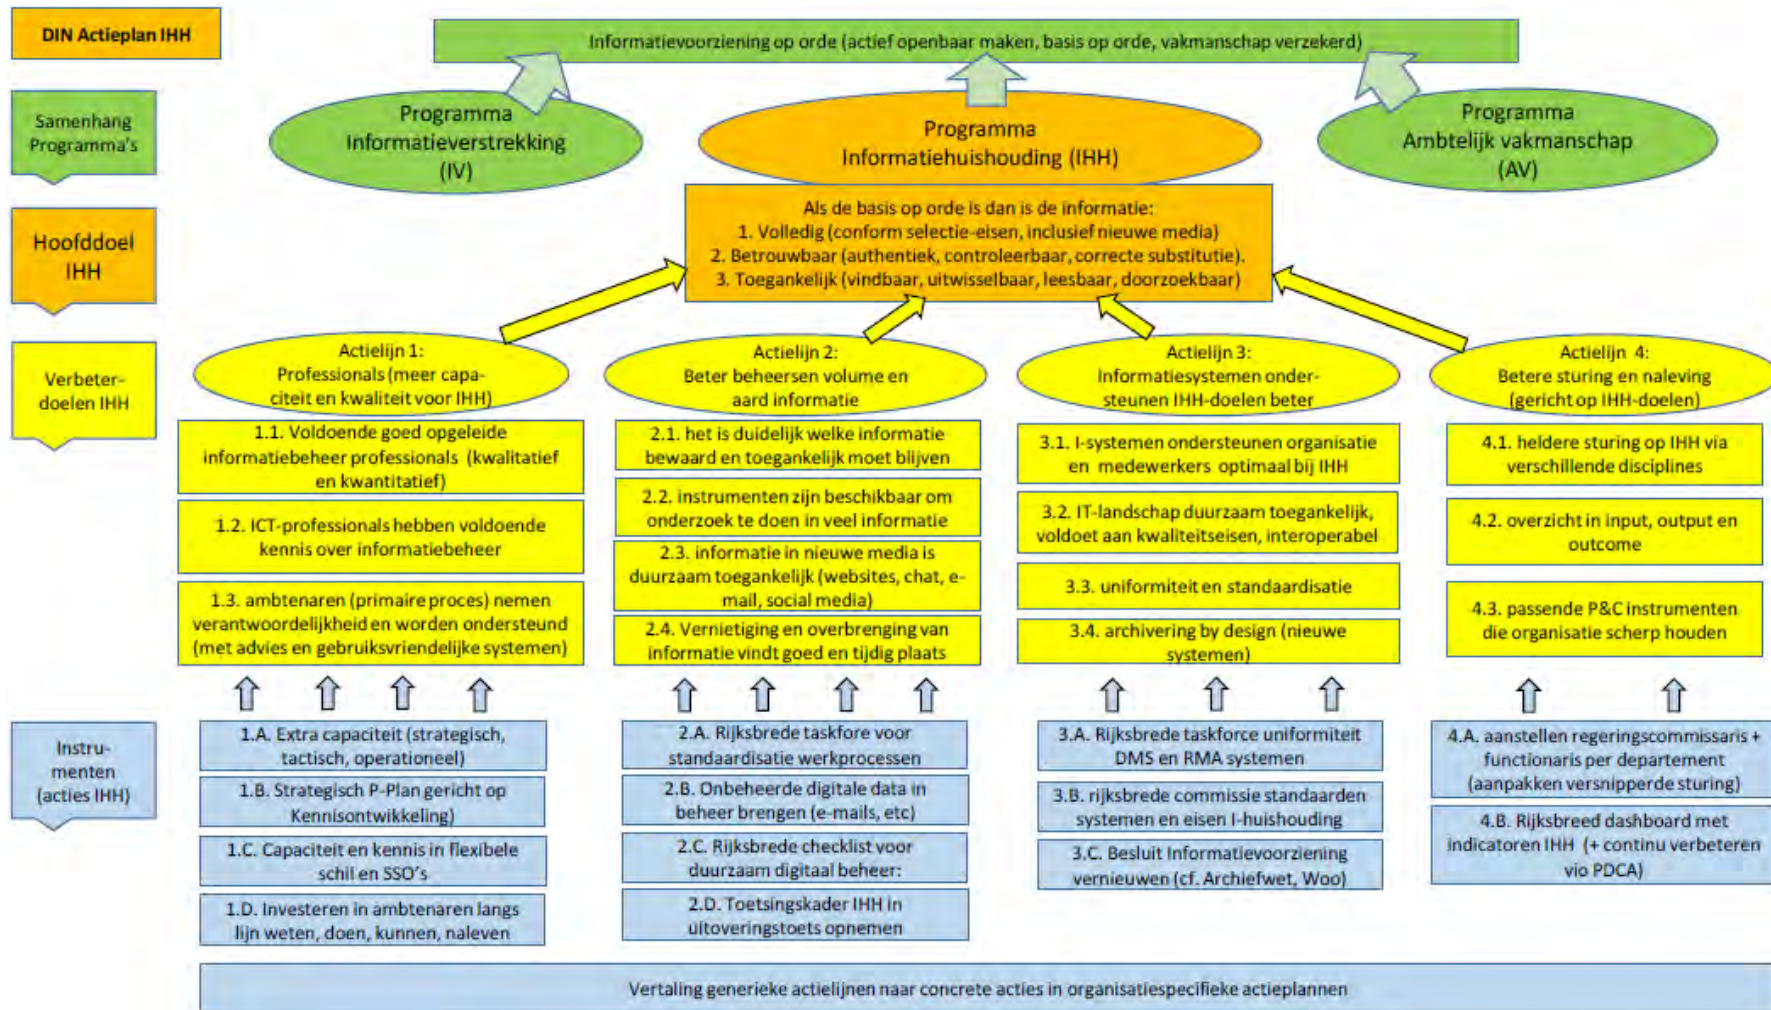 DIN Actieplan IHH
Informatievoorziening op orde (actief openbaar maken, basis op orde, vakmanschap verzekerd)
Samenhang
Programma's
Programma
Informatieverstrekking
(IV)
Programma
Informatiehuishouding (IHH)
Programma
Ambtelijk vakmanschap
(AV)
Hoofddoel
IHH
Als de basis op orde is dan is de informatie:
1. Volledig (conform selectie-eisen, inclusief nieuwe media)
2. Betrouwbaar (authentiek, controleerbaar, correcte substitutie).
3. Toegankelijk (vindbaar, uitwisselbaar, leesbaar, doorzoekbaar)
Verbeter-
doelen IHH
Actielijn 1:
Professionals (meer capa-
citeit en kwaliteit voor IHH)
1.1. Voldoende goed opgeleide
informatiebeheer professionals (kwalitatief
en kwantitatief)
1.2. ICT-professionals hebben voldoende
kennis over informatiebeheer
1.3. ambtenaren (primaire proces) nemen
verantwoordelijkheid en worden ondersteund
(met advies en gebruiksvriendelijke systemen)
Actielijn 2:
Beter beheersen volume en
aard informatie
2.1. het is duidelijk welke informatie
bewaard en toegankelijk moet blijven
2.2. instrumenten zijn beschikbaar om
onderzoek te doen in veel informatie
2.3. informatie in nieuwe media is
duurzaam toegankelijk (websites, chat, e-
mail, social media)
2.4. Vernietiging en overbrenging van
informatie vindt goed en tijdig plaats
Actielijn 3:
Informatiesystemen onder-
steunen IHH-doelen beter
3.1. I-systemen ondersteunen organisatie
en medewerkers optimaal bij IHH
3.2. IT-landschap duurzaam toegankelijk,
voldoet aan kwaliteitseisen, interoperabel
3.3. uniformiteit en standaardisatie
3.4. archivering by design (nieuwe
systemen)
Actielijn 4:
Betere sturing en naleving
(gericht op IHH-doelen)
4.1. heldere sturing op IHH via
verschillende disciplines
4.2. overzicht in input, output en
outcome
4.3. passende P&C instrumenten
die organisatie scherp houden
Instru-
menten
(acties IHH)
1.A. Extra capaciteit (strategisch,
tactisch, operationeel)
1.B. Strategisch P-Plan gericht op
Kennisontwikkeling)
1.C. Capaciteit en kennis in flexibele
schil en SSO's
1.D. Investeren in ambtenaren langs
lijn weten, doen, kunnen, naleven
2.A. Rijksbrede taskfore voor
standaardisatie werkprocessen
2.B. Onbeheerde digitale data in
beheer brengen (e-mails, etc)
2.C. Rijksbrede checklist voor
duurzaam digitaal beheer:
2.D. Toetsingskader IHH in
uitoveringstoets opnemen
3.A. Rijksbrede taskforce uniformiteit
DMS en RMA systemen
3.B. rijksbrede commissie standaarden
systemen en eisen I-huishouding
3.C. Besluit Informatievoorziening
vernieuwen (cf. Archiefwet, Woo)
4.A. aanstellen regeringscommissaris +
functionaris per departement
(aanpakken versnipperde sturing)
4.B. Rijksbreed dashboard met
indicatoren IHH (+ continu verbeteren
vio PDCA)
Vertaling generieke actielijnen naar concrete acties in organisatiespecifieke actieplannen